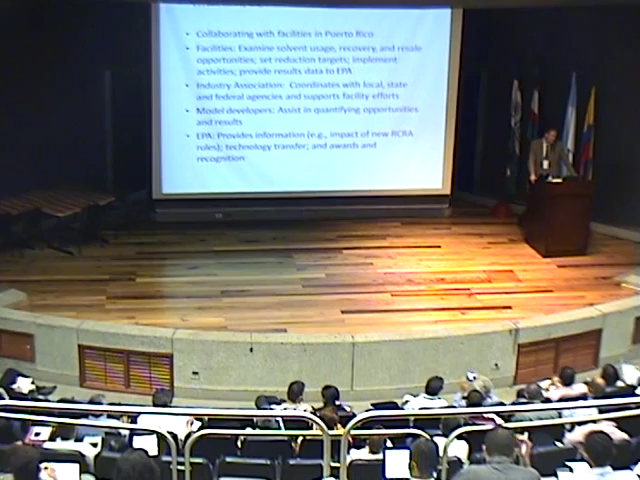 • Collaborating with facilities in Puerto Rico
• Facilities: Examine solvent usage, recovery, and resale
opportunities; set reduction targets; implement
activities; provide results data to EPA
• Industry Association: Coordinates with local, state
and federal agencies and supports facility efforts
• Model developers: Assist in quantifying opportunities
and results
• EPA: Provides information (e.g., impact of new RCRA
rules); technology transfer; and awards and
recognition